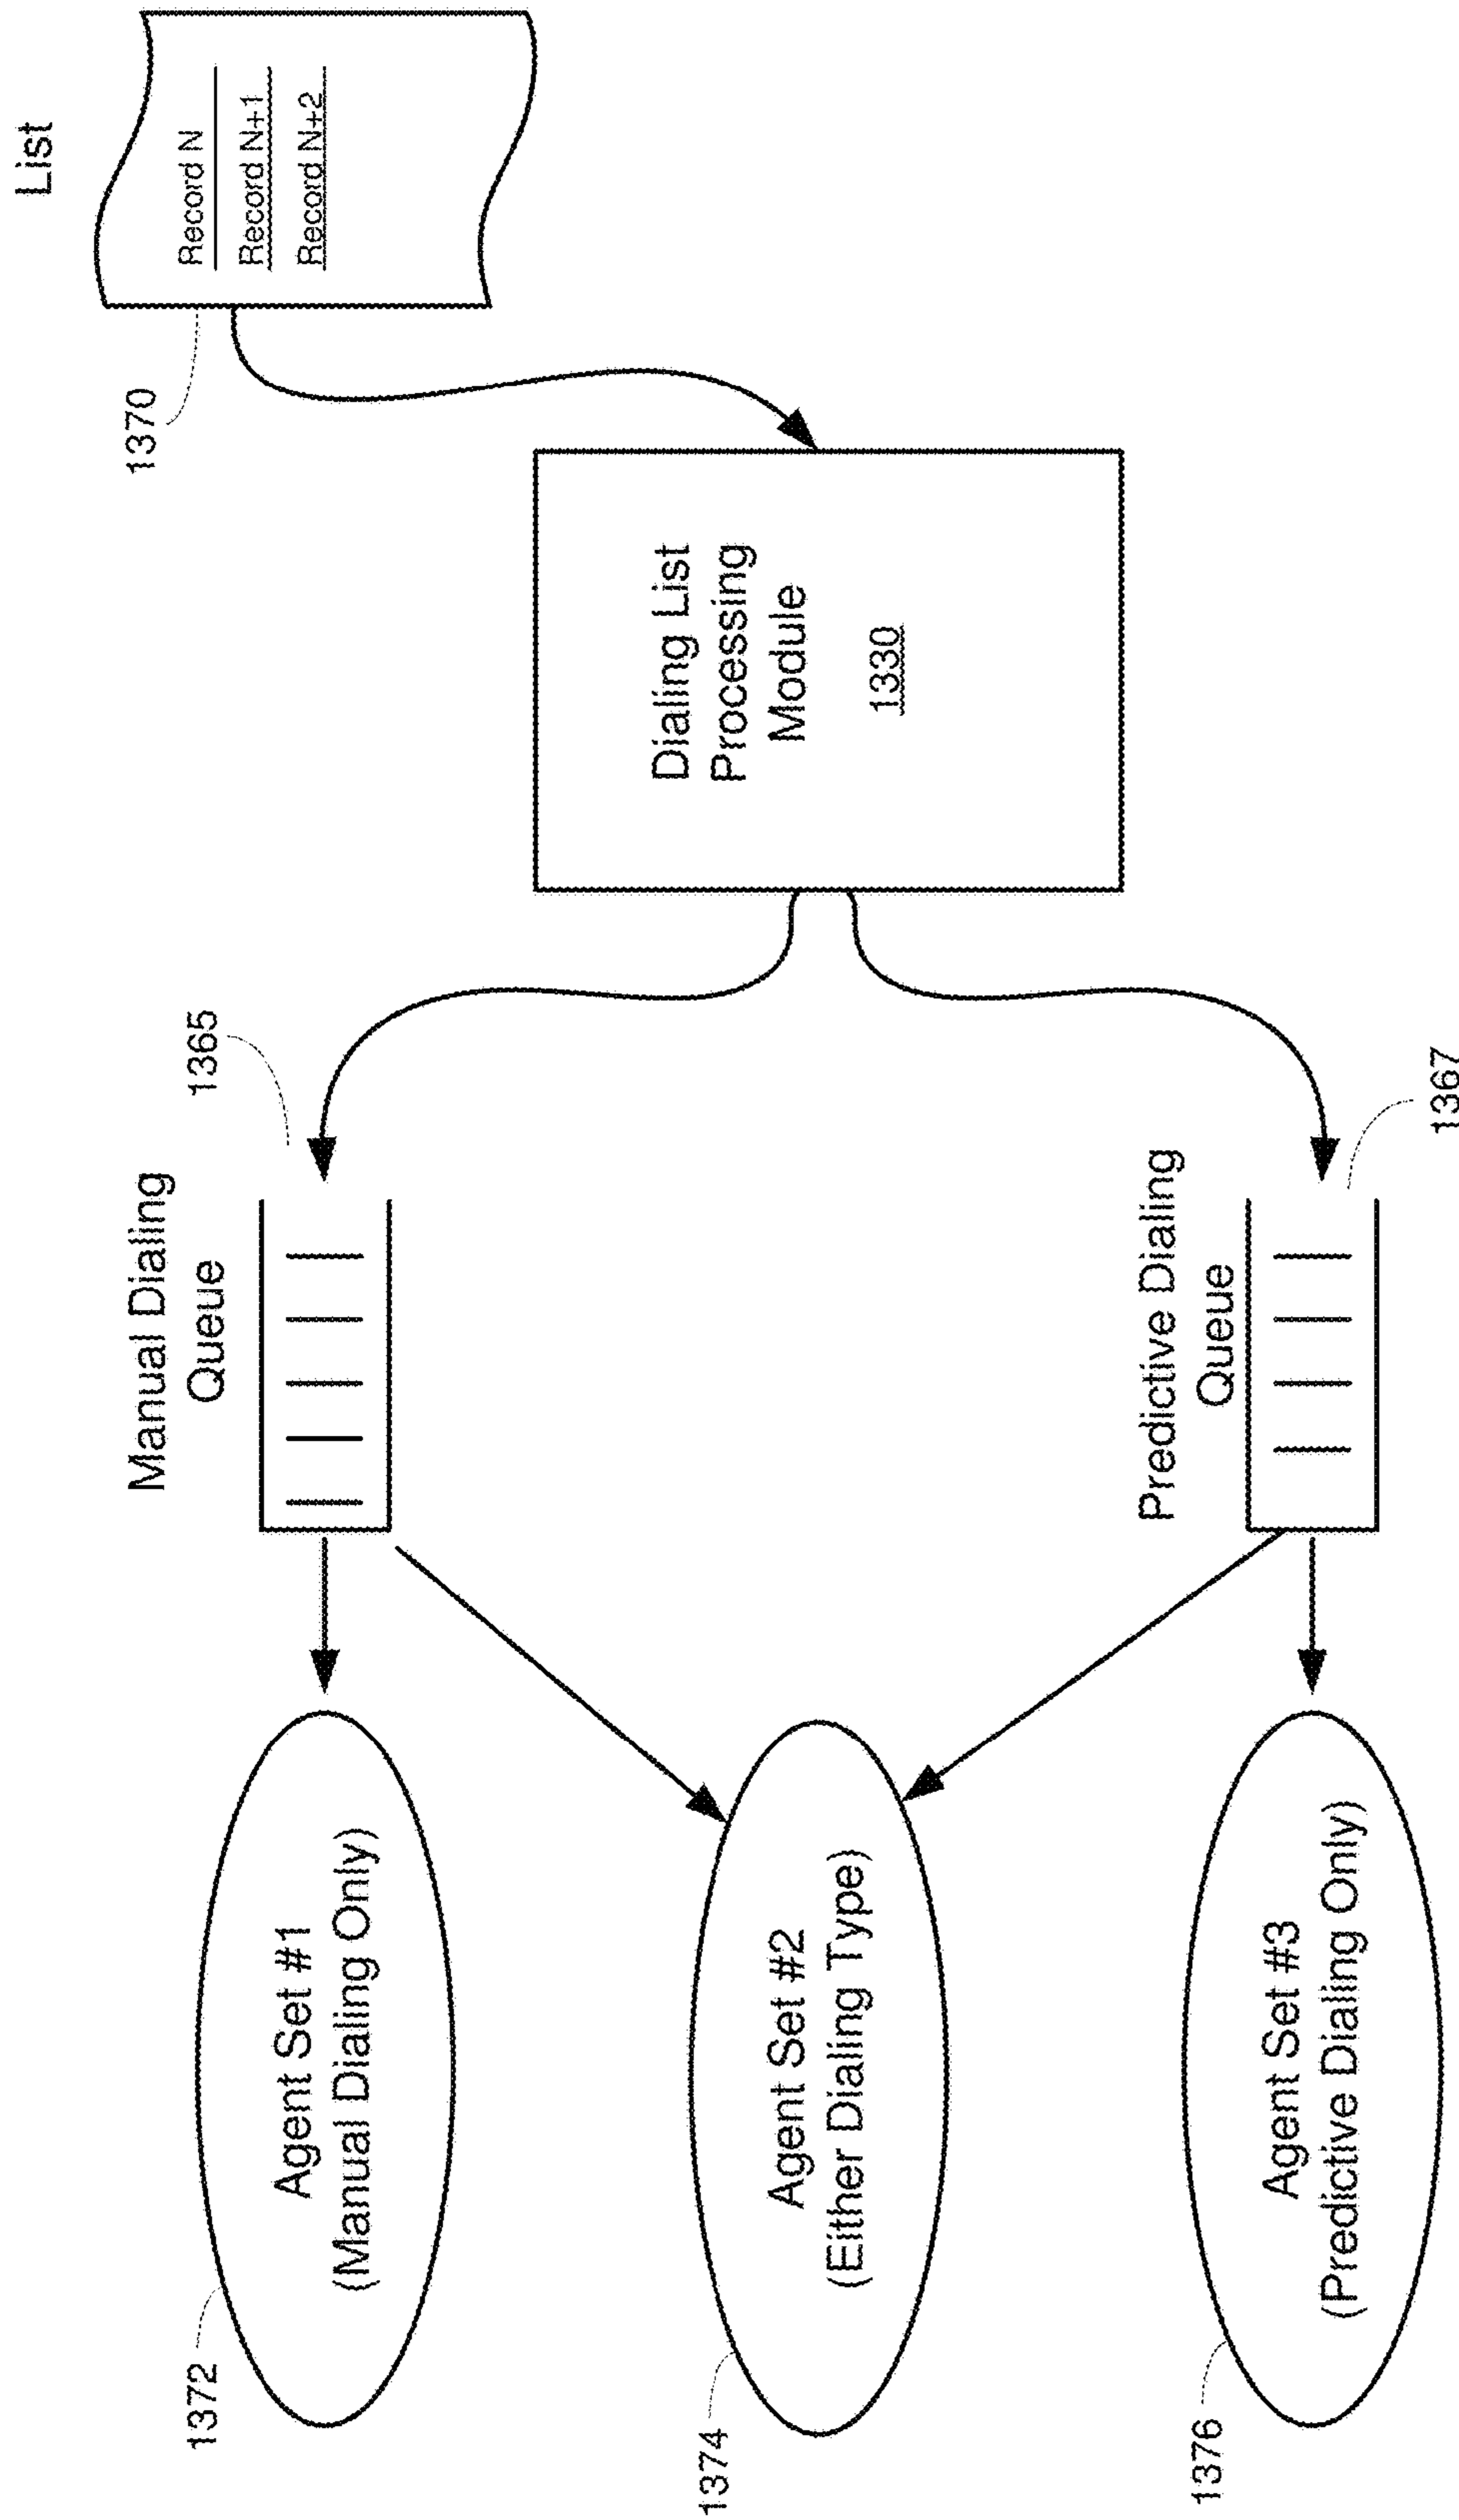 List
Record N
Record N+1
Record N+2
1370
Dialing List
Processing
Module
1330
1365
Manual Dialing
Queue
1367
Predictive Dialing
Queue
1372
Agent Set #1
(Manual Dialing Only)
1374
Agent Set #2
(Either Dialing Type)
1376
Agent Set #3
(Predictive Dialing Only)